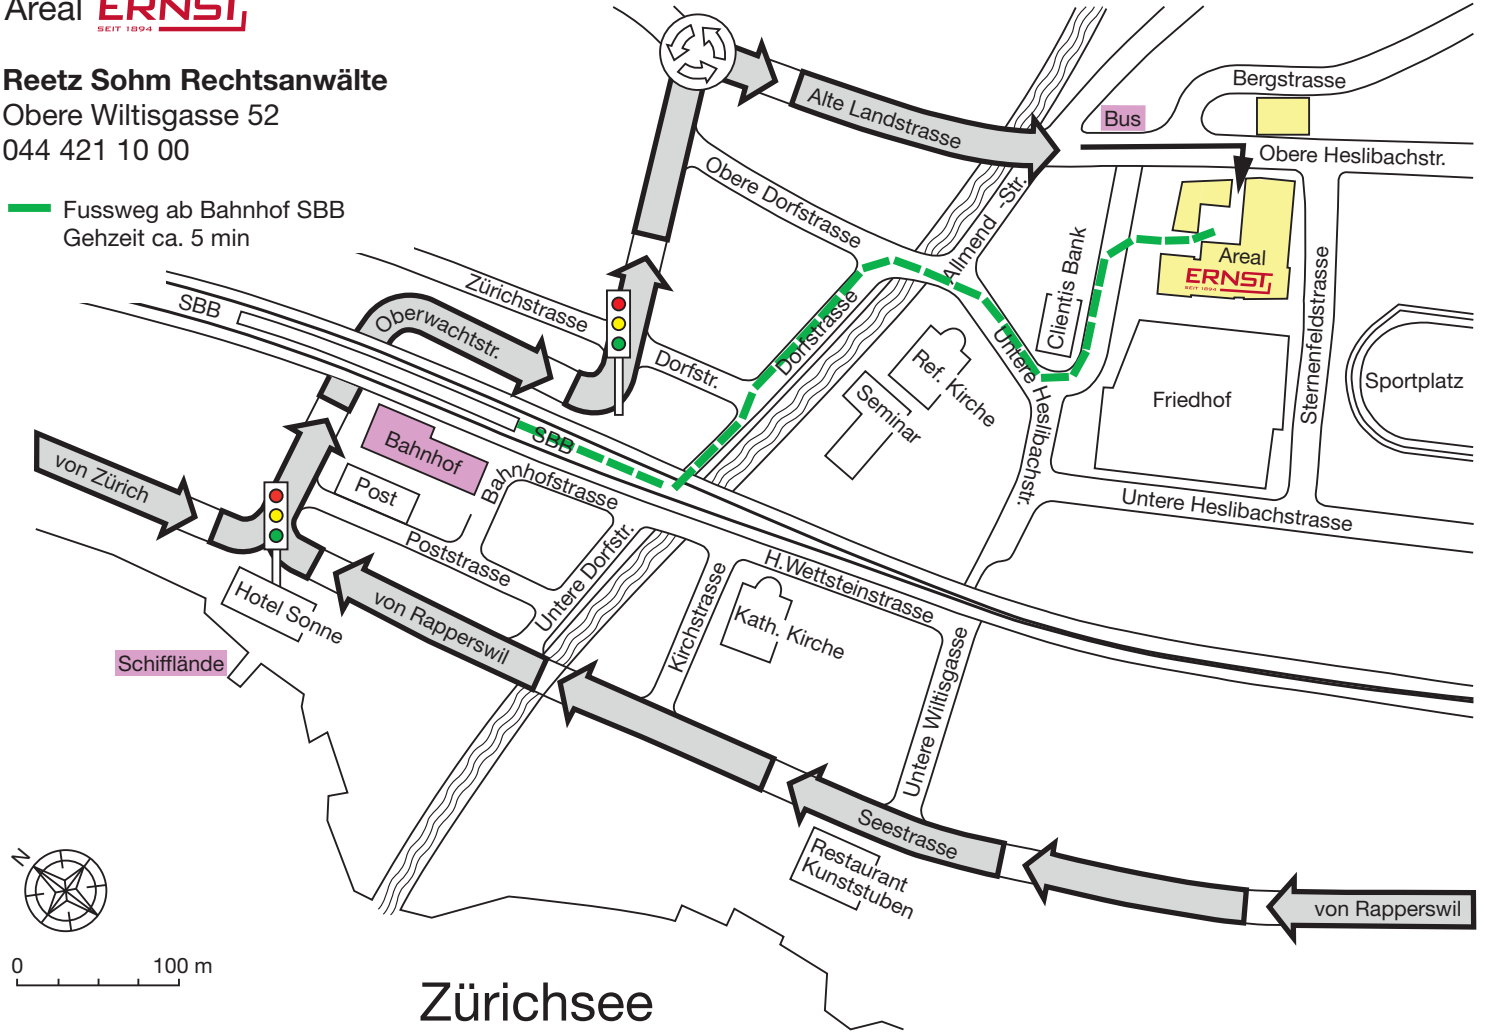 Areal ERNST
SEIT 1894
Reetz Sohm Rechtsanwälte
Obere Wiltisgasse 52
044 421 10 00
Fussweg ab Bahnhof SBB
Gehzeit ca. 5 min
Alte Landstrasse
Bus
Bergstrasse
Obere Heslibachstr.
Obere Dorfstrasse
Allmend -Str.
Clientis Bank
Areal
ERNST
SEIT 1894
Sternenfeldstrasse
Zürichstrasse
SBB
Oberwachtstr.
Dorfstr.
Dorfstrasse
Untere Heslibachstr.
Ref. Kirche
Seminar
Friedhof
Sportplatz
SBB
Bahnhof
von Zürich
Post
Bahnhofstrasse
Untere Heslibachstrasse
Poststrasse
Untere Dorfstr.
H.Wettsteinstrasse
Hotel Sonne
von Rapperswil
Kirchstrasse
Kath. Kirche
Schifflände
Untere Wiltisgasse
Seestrasse
Restaurant
Kunststuben
von Rapperswil
N
0 100 m
Zürichsee